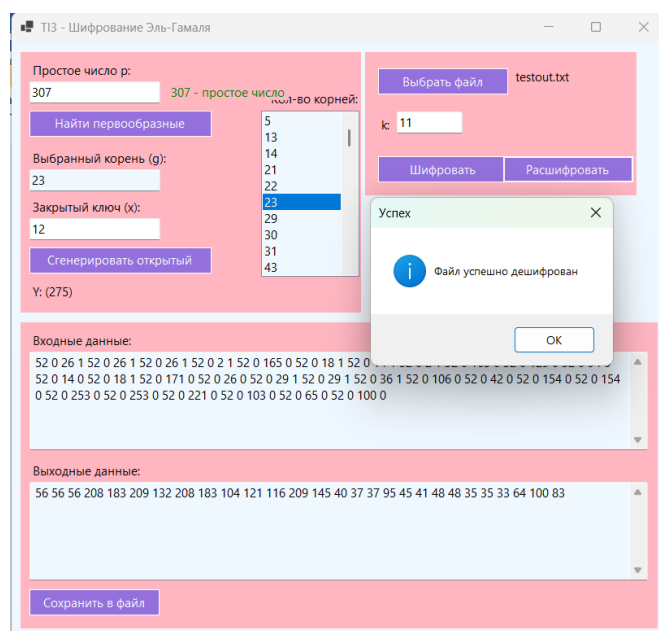 TI3 - Шифрование Эль-Гамаля
Простое число p:
307
307 - простое число
Кол-во корней:
Найти первообразные
Выбранный корень (g):
23
Закрытый ключ (x):
12
Сгенерировать открытый
Y: (275)
5
13
14
21
22
23
29
30
31
43
Выбрать файл
testout.txt
k:
11
Шифровать
Расшифровать
Успех
Файл успешно дешифрован
ОК
Входные данные:
52 0 26 1 52 0 26 1 52 0 26 1 52 0 2 1 52 0 165 0 52 0 18 1 52 0
52 0 14 0 52 0 18 1 52 0 171 0 52 0 26 0 52 0 29 1 52 0 29 1 52 0 36 1 52 0 106 0 52 0 42 0 52 0 154 0 52 0 154
0 52 0 253 0 52 0 253 0 52 0 221 0 52 0 103 0 52 0 65 0 52 0 100 0
Выходные данные:
56 56 56 208 183 209 132 208 183 104 121 116 209 145 40 37 37 95 45 41 48 48 35 35 33 64 100 83
Сохранить в файл